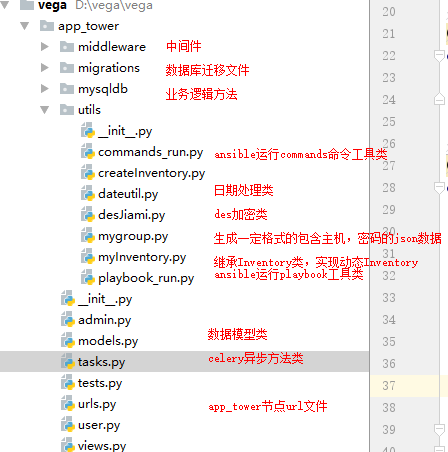 vega D:\vega\vega
app_tower
middleware 中间件
migrations 数据库迁移文件
mysqldb 业务逻辑方法
utils
__init__.py
commands_run.py ansible运行commands命令工具类
createInventory.py
dateutil.py 日期处理类
desJiami.py des加密类
mygroup.py 生成一定格式的包含主机，密码的json数据
myInventory.py 继承Inventory类，实现动态Inventory
playbook_run.py ansible运行playbook工具类
__init__.py
admin.py
models.py 数据模型类
tasks.py celery异步方法类
tests.py
urls.py app_tower节点url文件
user.py
views.py
20
21
22
23
24
25
26
27
28
29
30
31
32
33
34
35
36
37
38
39
40